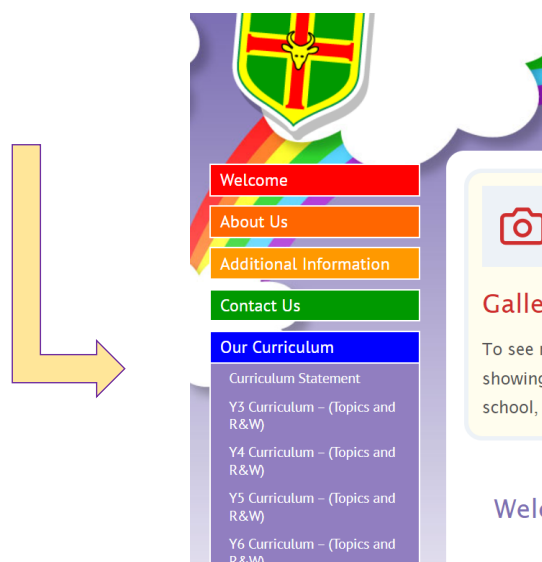 Welcome
About Us
Additional Information
Contact Us
Our Curriculum
Curriculum Statement
Y3 Curriculum – (Topics and
R&W)
Y4 Curriculum – (Topics and
R&W)
Y5 Curriculum – (Topics and
R&W)
Y6 Curriculum – (Topics and
R&W)
Galle
To see
showing
school,
Wel